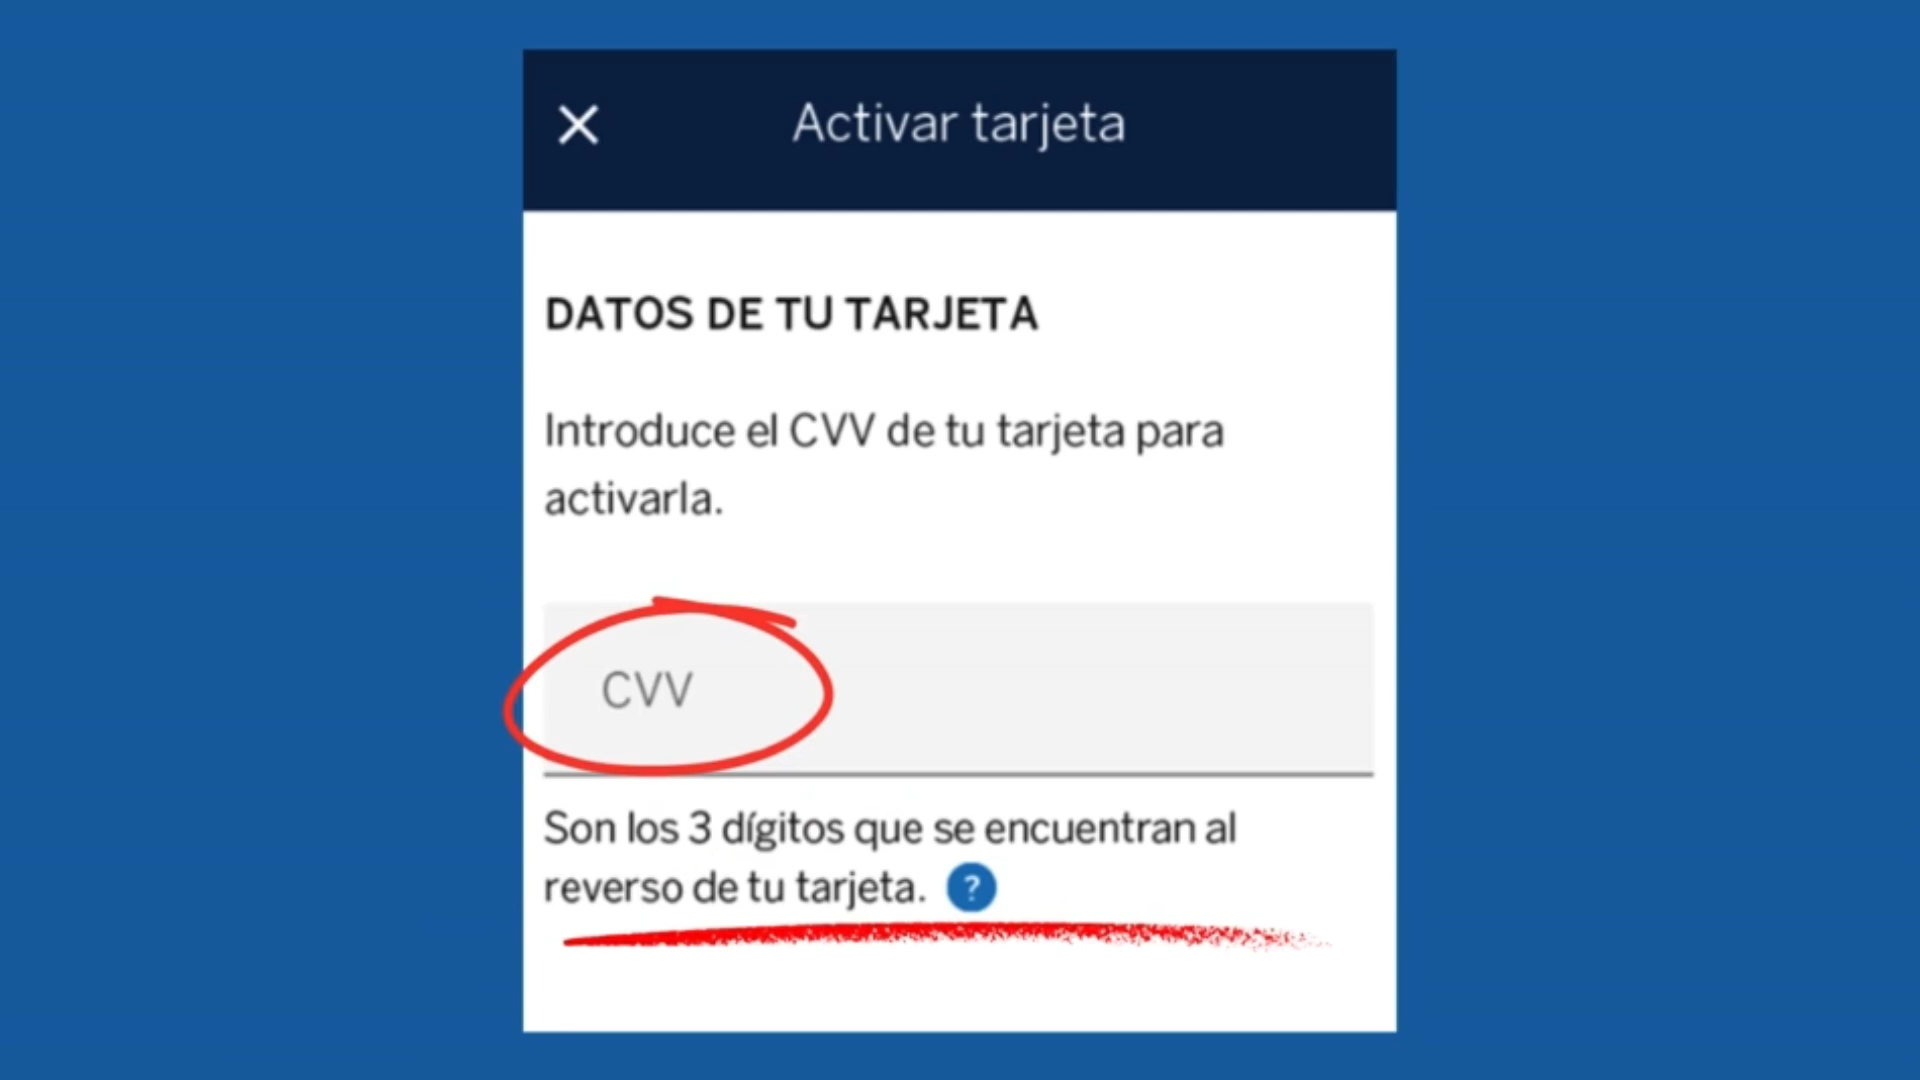 Activar tarjeta
DATOS DE TU TARJETA
Introduce el CVV de tu tarjeta para
activarla.
CVV
Son los 3 dígitos que se encuentran al
reverso de tu tarjeta. ?